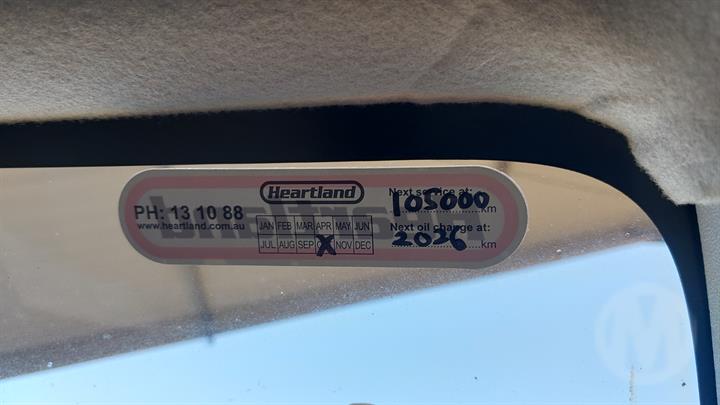 Heartland
PH: 13 10 88
www.heartland.com.au
JAN FEB MAR APR MAY JUN
JUL AUG SEP X NOV DEC
Next service at:
105000 km
Next oil change at:
2026 km